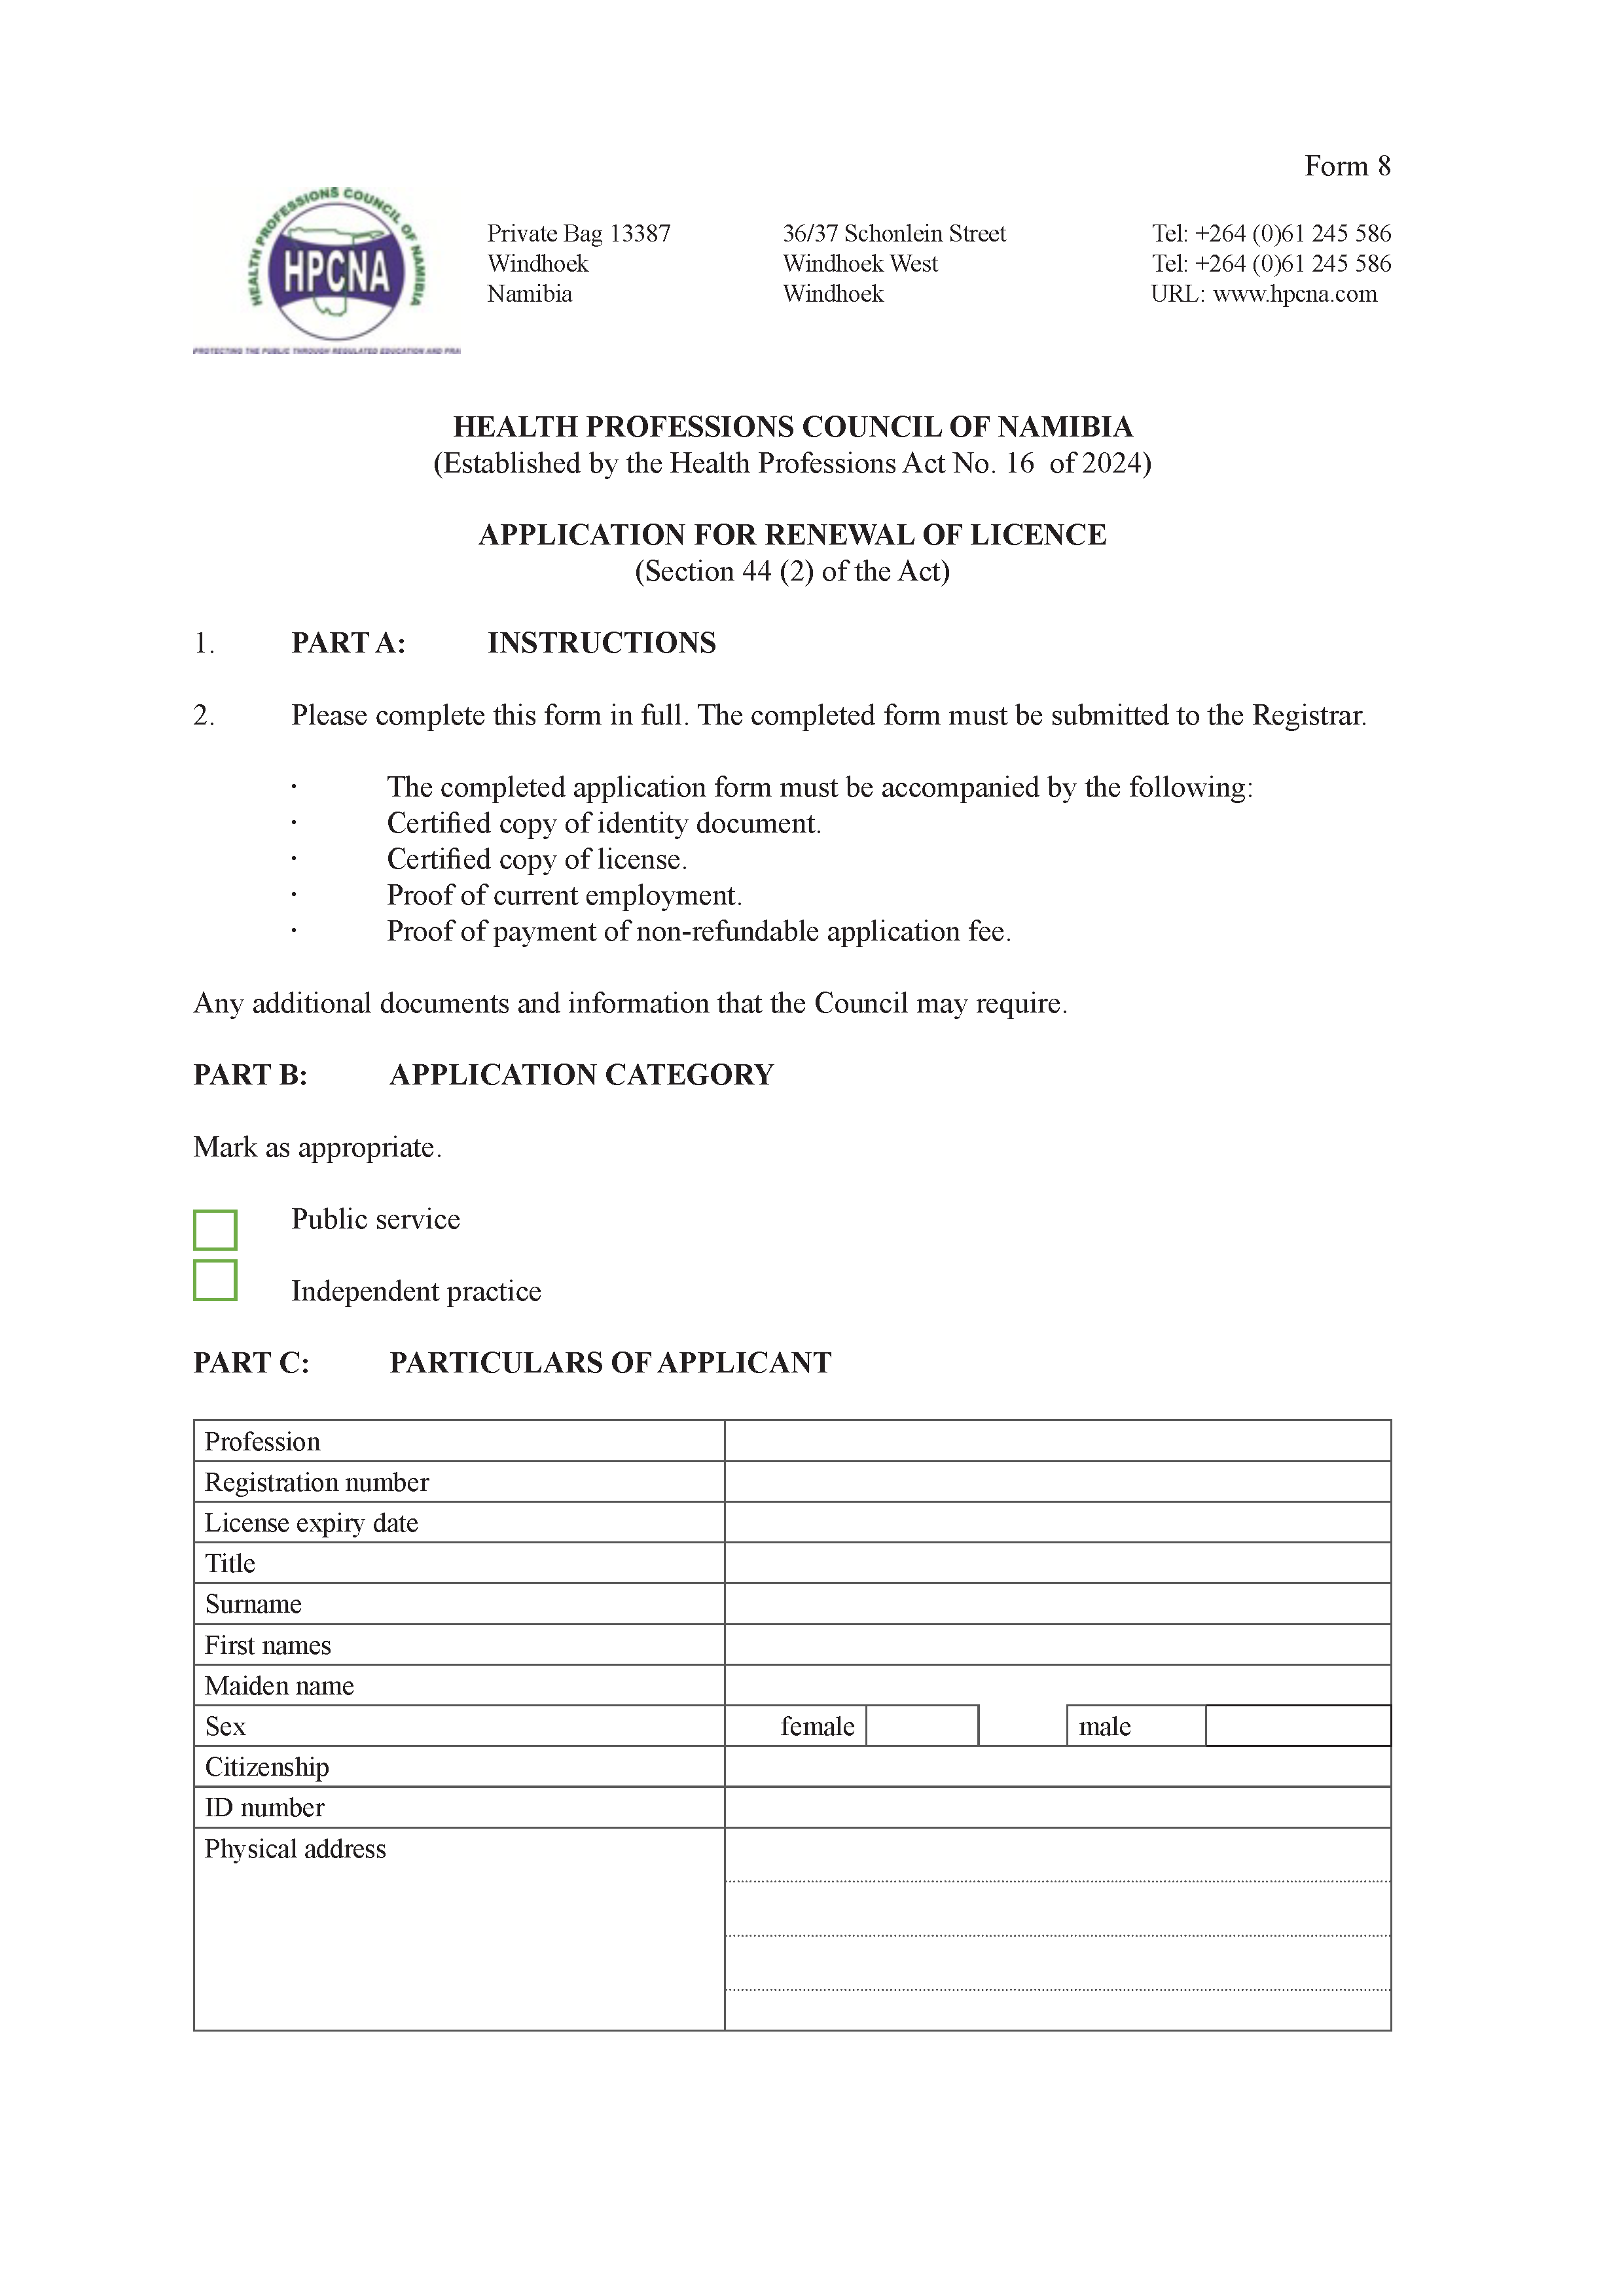 Form 8
HEALTH PROFESSIONS COUNCIL OF NAMIBIA
HPCNA
PROTECTING THE PUBLIC THROUGH REGULATED EDUCATION AND PRA
Private Bag 13387 36/37 Schonlein Street Tel: +264 (0)61 245 586
Windhoek Windhoek West Tel: +264 (0)61 245 586
Namibia Windhoek URL: www.hpcna.com
HEALTH PROFESSIONS COUNCIL OF NAMIBIA
(Established by the Health Professions Act No. 16 of 2024)
APPLICATION FOR RENEWAL OF LICENCE
(Section 44 (2) of the Act)
1. PART A: INSTRUCTIONS
2. Please complete this form in full. The completed form must be submitted to the Registrar.
· The completed application form must be accompanied by the following:
· Certified copy of identity document.
· Certified copy of license.
· Proof of current employment.
· Proof of payment of non-refundable application fee.
Any additional documents and information that the Council may require.
PART B: APPLICATION CATEGORY
Mark as appropriate.
Public service
Independent practice
PART C: PARTICULARS OF APPLICANT
Profession
Registration number
License expiry date
Title
Surname
First names
Maiden name
Sex female male
Citizenship
ID number
Physical address